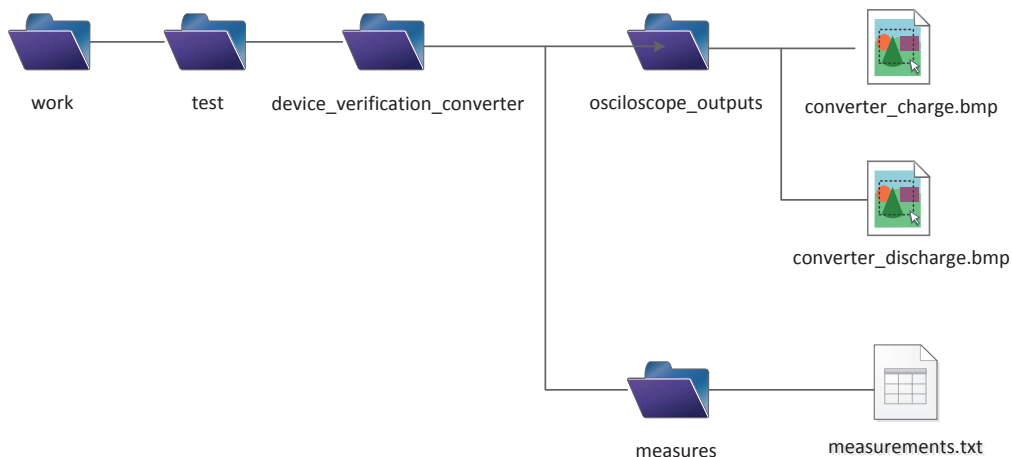 work
test
device_verification_converter
osciloscope_outputs
converter_charge.bmp
converter_discharge.bmp
measures
measurements.txt